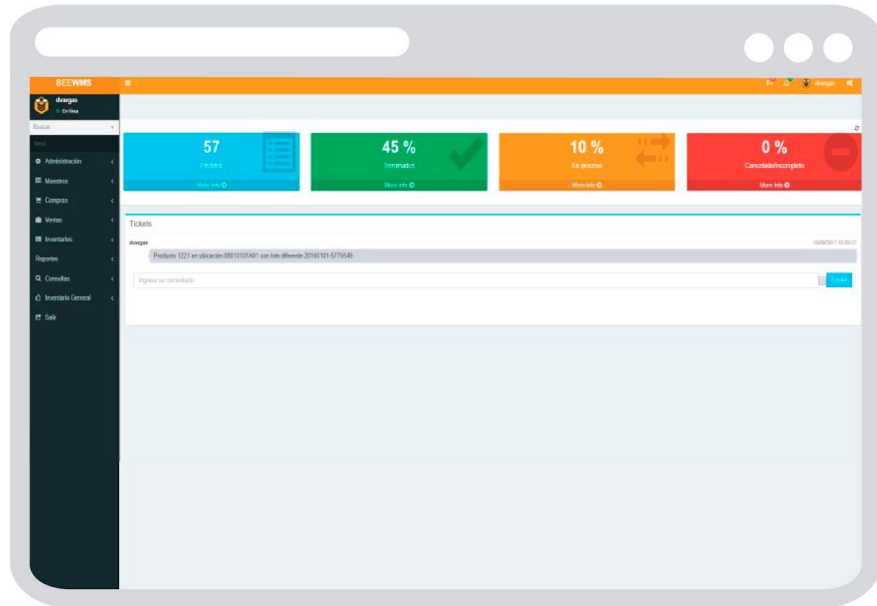 BEEWMS
dvargas
dvargas
En línea
Buscar
Menú
Administración
Maestros
Compras
Ventas
Inventarios
Reportes
Consultas
Inventario General
Salir
57
Pedidos
More info
45 %
Terminados
More info
10 %
En proceso
More info
0 %
Cancelado/Incompleto
More info
Tickets
dvargas
Producto 1221 en ubicación con lote diferente
Ingrese su comentario
Enviar